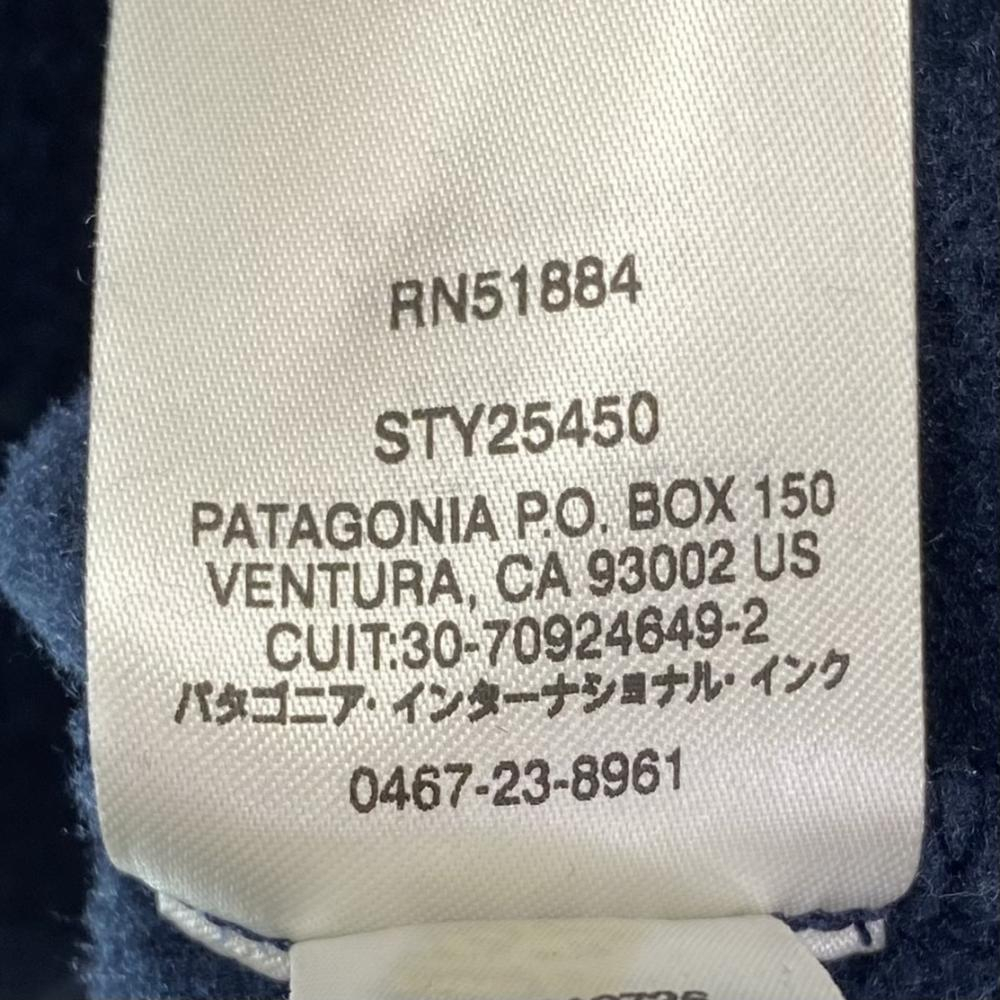 RN51884
STY25450
PATAGONIA P.O. BOX 150
VENTURA, CA 93002 US
CUIT:30-70924649-2
パタゴニア・インターナショナル・インク
0467-23-8961